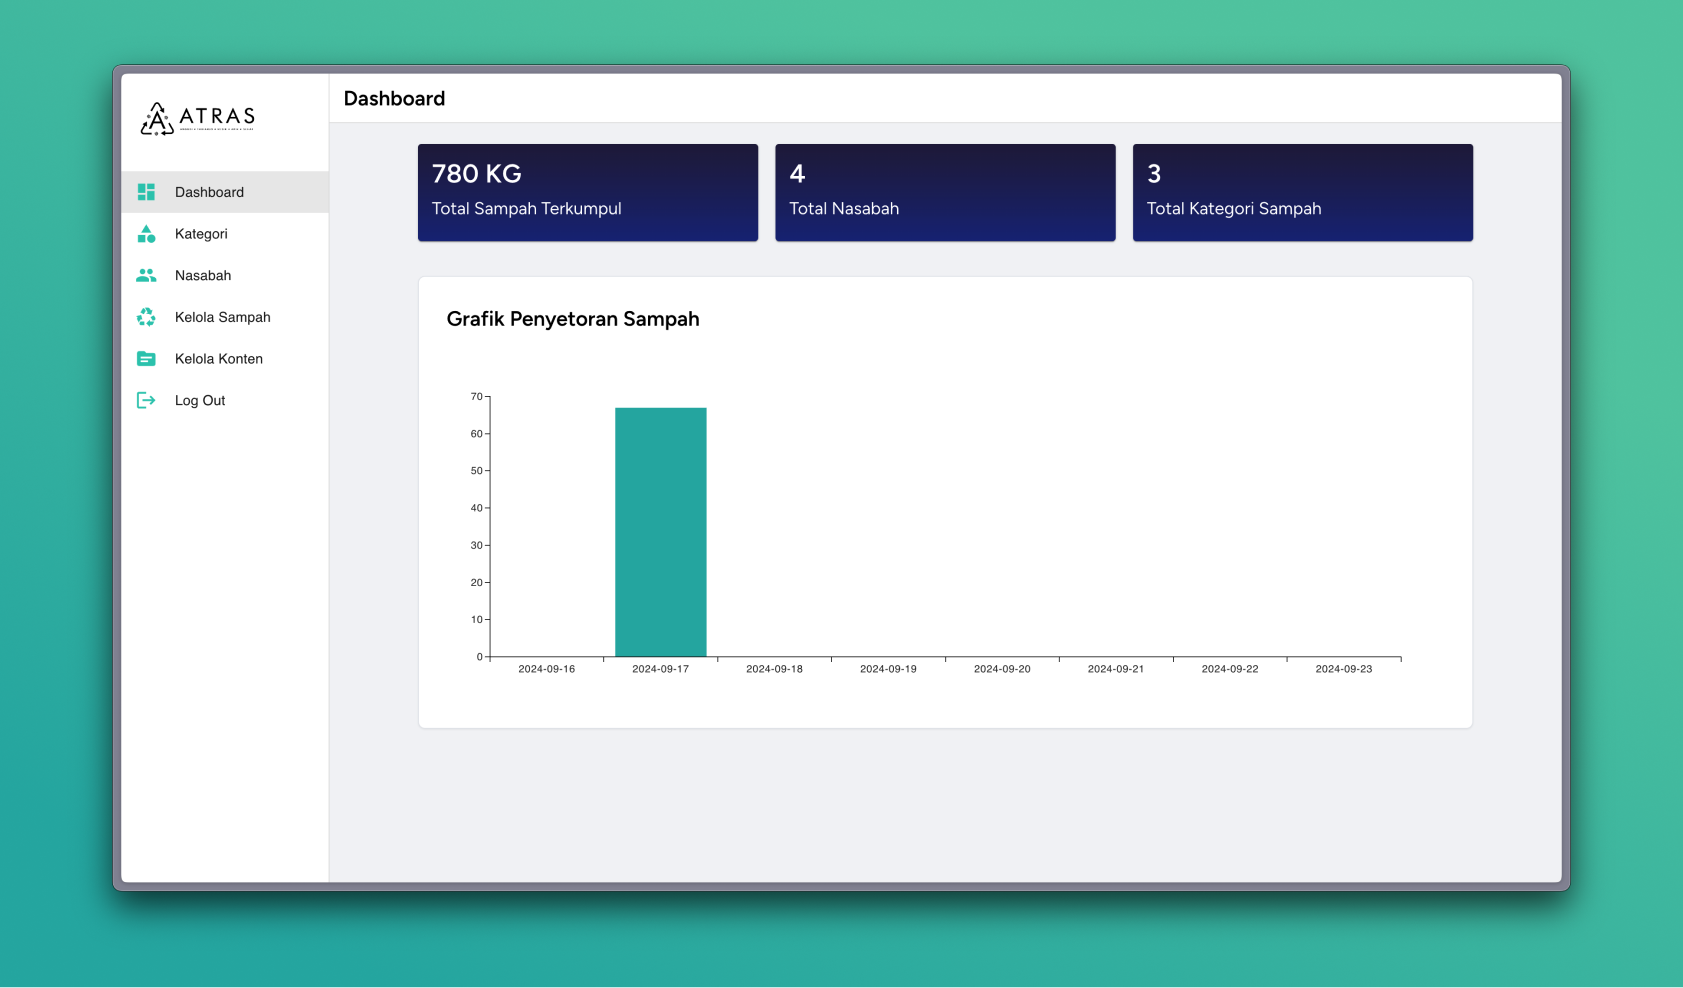 ATRAS
Dashboard
Kategori
Nasabah
Kelola Sampah
Kelola Konten
Log Out
Dashboard
780 KG
Total Sampah Terkumpul
4
Total Nasabah
3
Total Kategori Sampah
Grafik Penyetoran Sampah
70
60
50
40
30
20
10
0
2024-09-16 2024-09-17 2024-09-18 2024-09-19 2024-09-20 2024-09-21 2024-09-22 2024-09-23